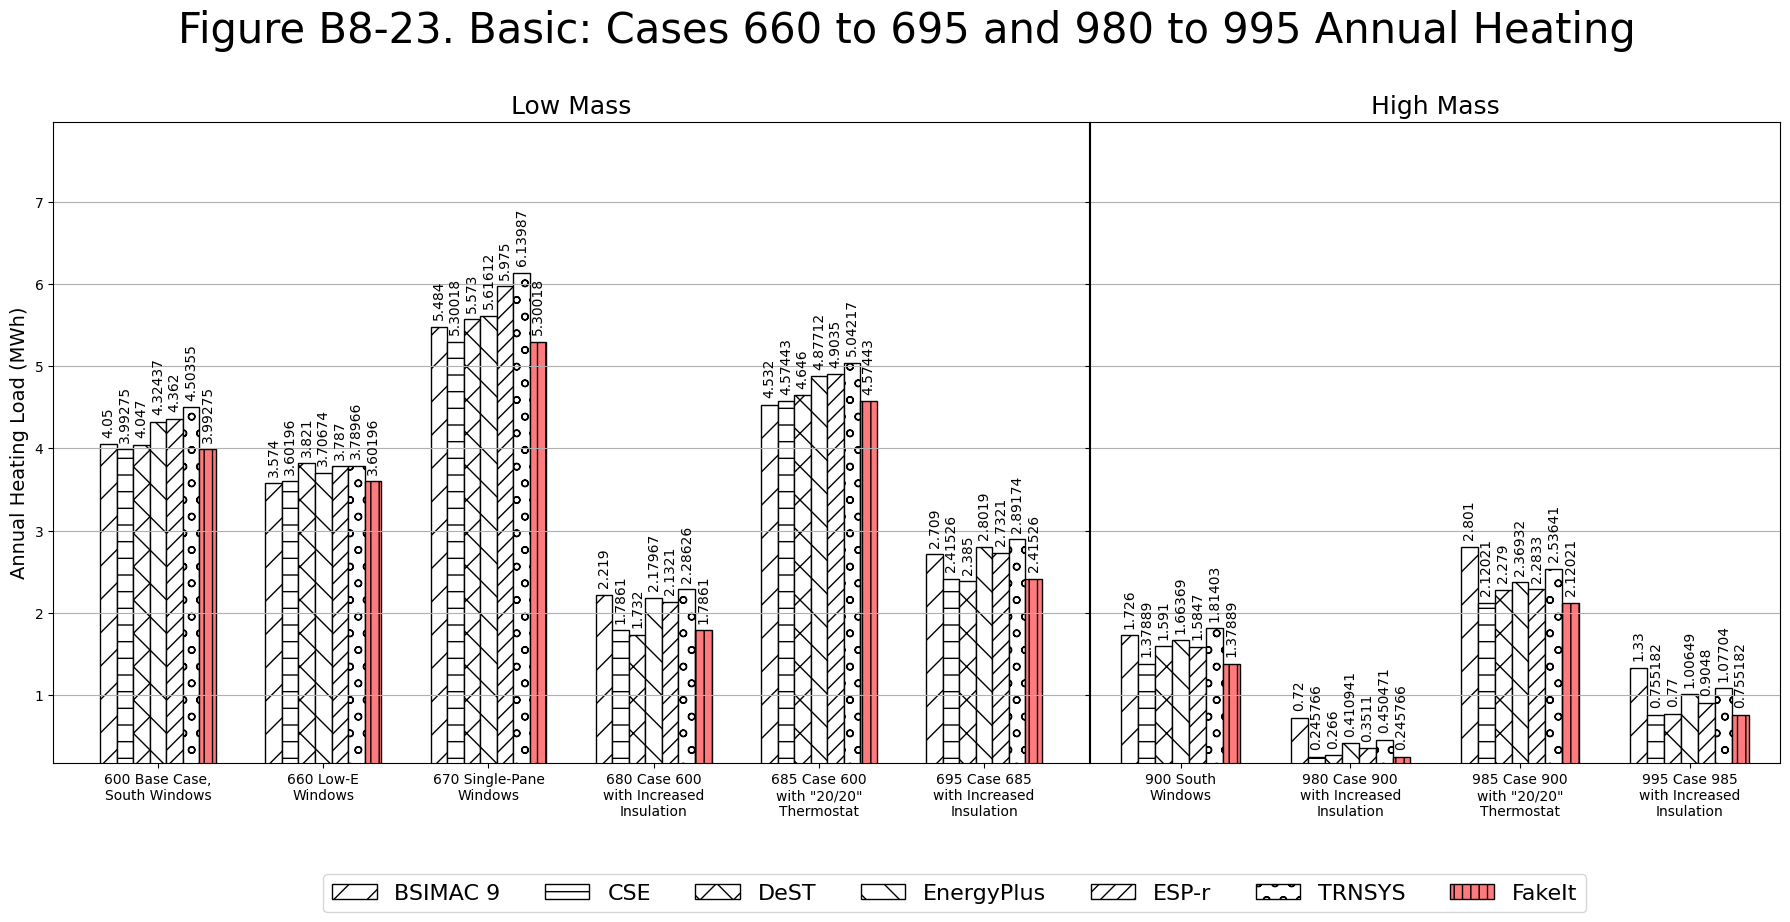 Figure B8-23. Basic: Cases 660 to 695 and 980 to 995 Annual Heating
Low Mass
High Mass
Annual Heating Load (MWh)
7
6
5
4
3
2
1
4.05
3.99275
4.047
4.32437
4.362
4.50355
3.99275
3.574
3.60196
3.821
3.70674
3.787
3.78966
3.60196
5.484
5.30018
5.573
5.61612
5.975
6.13987
5.30018
2.219
1.7861
1.732
2.17967
2.1321
2.28626
1.7861
4.532
4.57443
4.646
4.87712
4.9035
5.04217
4.57443
2.709
2.41526
2.385
2.8019
2.7321
2.89174
2.41526
1.726
1.37889
1.591
1.66369
1.5847
1.81403
1.37889
0.72
0.245766
0.266
0.410941
0.3511
0.450471
0.245766
2.801
2.12021
2.279
2.36932
2.2833
2.53641
2.12021
1.33
0.755182
0.77
1.00649
0.9048
1.07704
0.755182
600 Base Case,
South Windows
660 Low-E
Windows
670 Single-Pane
Windows
680 Case 600
with Increased
Insulation
685 Case 600
with "20/20"
Thermostat
695 Case 685
with Increased
Insulation
900 South
Windows
980 Case 900
with Increased
Insulation
985 Case 900
with "20/20"
Thermostat
995 Case 985
with Increased
Insulation
BSIMAC 9
CSE
DeST
EnergyPlus
ESP-r
TRNSYS
FakeIt